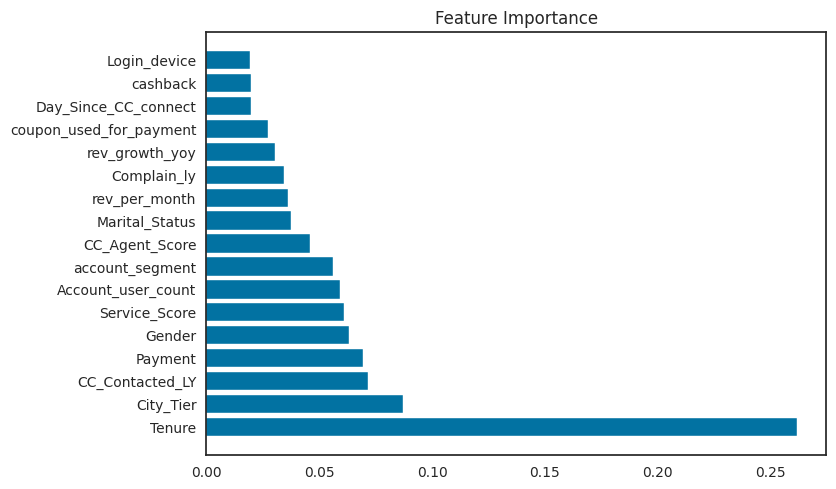 Feature Importance
Login_device
cashback
Day_Since_CC_connect
coupon_used_for_payment
rev_growth_yoy
Complain_ly
rev_per_month
Marital_Status
CC_Agent_Score
account_segment
Account_user_count
Service_Score
Gender
Payment
CC_Contacted_LY
City_Tier
Tenure
0.00 0.05 0.10 0.15 0.20 0.25